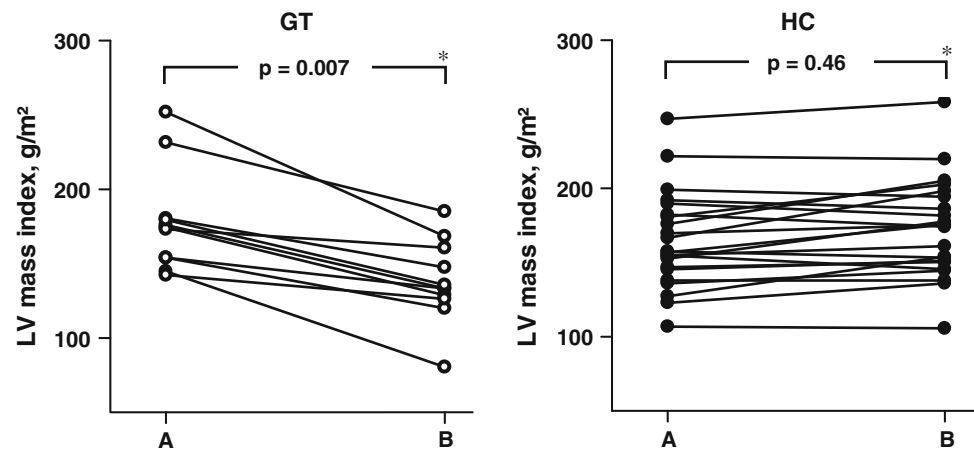 GT
300
*
p = 0.007
200
100
LV mass index, g/m²
A
B
HC
300
*
p = 0.46
200
100
LV mass index, g/m²
A
B